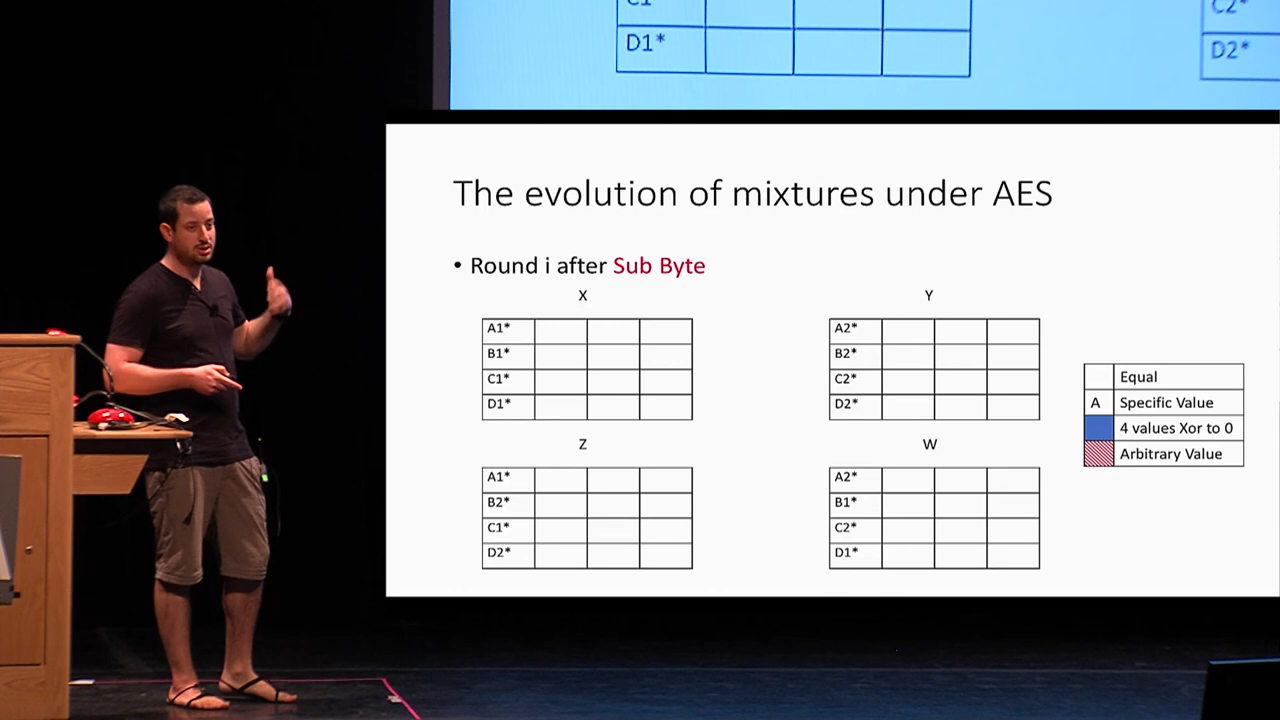 C1
D1*
C2*
D2*
The evolution of mixtures under AES
• Round i after Sub Byte
X
Y
A1*
B1*
C1*
D1*
A2*
B2*
C2*
D2*
Z
W
A1*
B2*
C1*
D2*
A2*
B1*
C2*
D1*
Equal
A Specific Value
4 values Xor to 0
Arbitrary Value